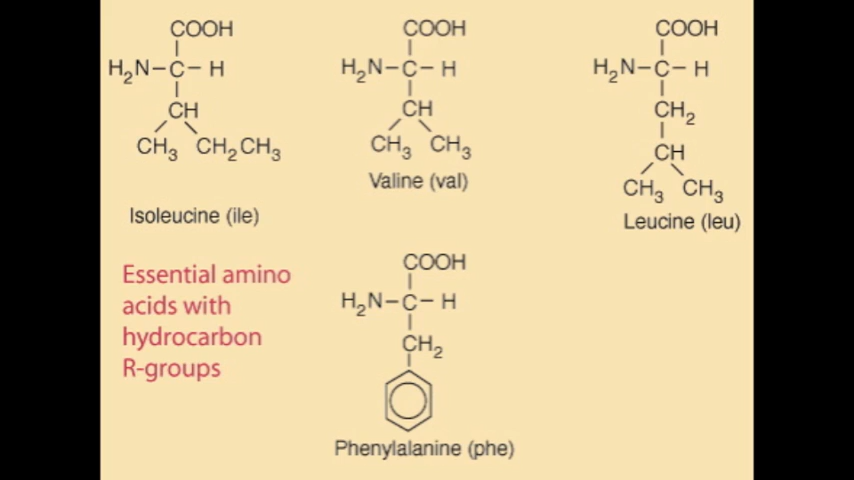 COOH
H₂N–C–H
CH
CH₃ CH₂CH₃
Isoleucine (ile)
COOH
H₂N–C–H
CH
CH₃ CH₃
Valine (val)
COOH
H₂N–C–H
CH₂
CH
CH₃ CH₃
Leucine (leu)
Essential amino
acids with
hydrocarbon
R-groups
COOH
H₂N–C–H
CH₂
Phenylalanine (phe)